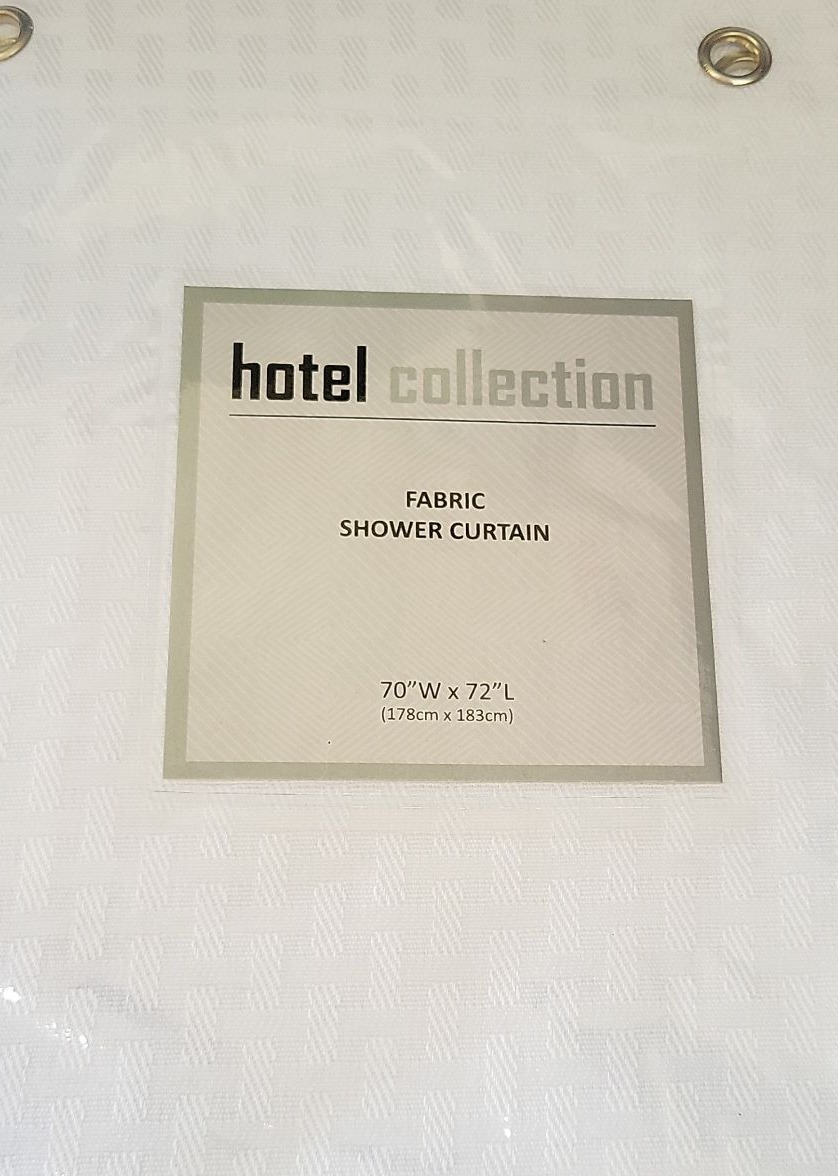 hotel collection
FABRIC
SHOWER CURTAIN
70”W x 72”L
(178cm x 183cm)